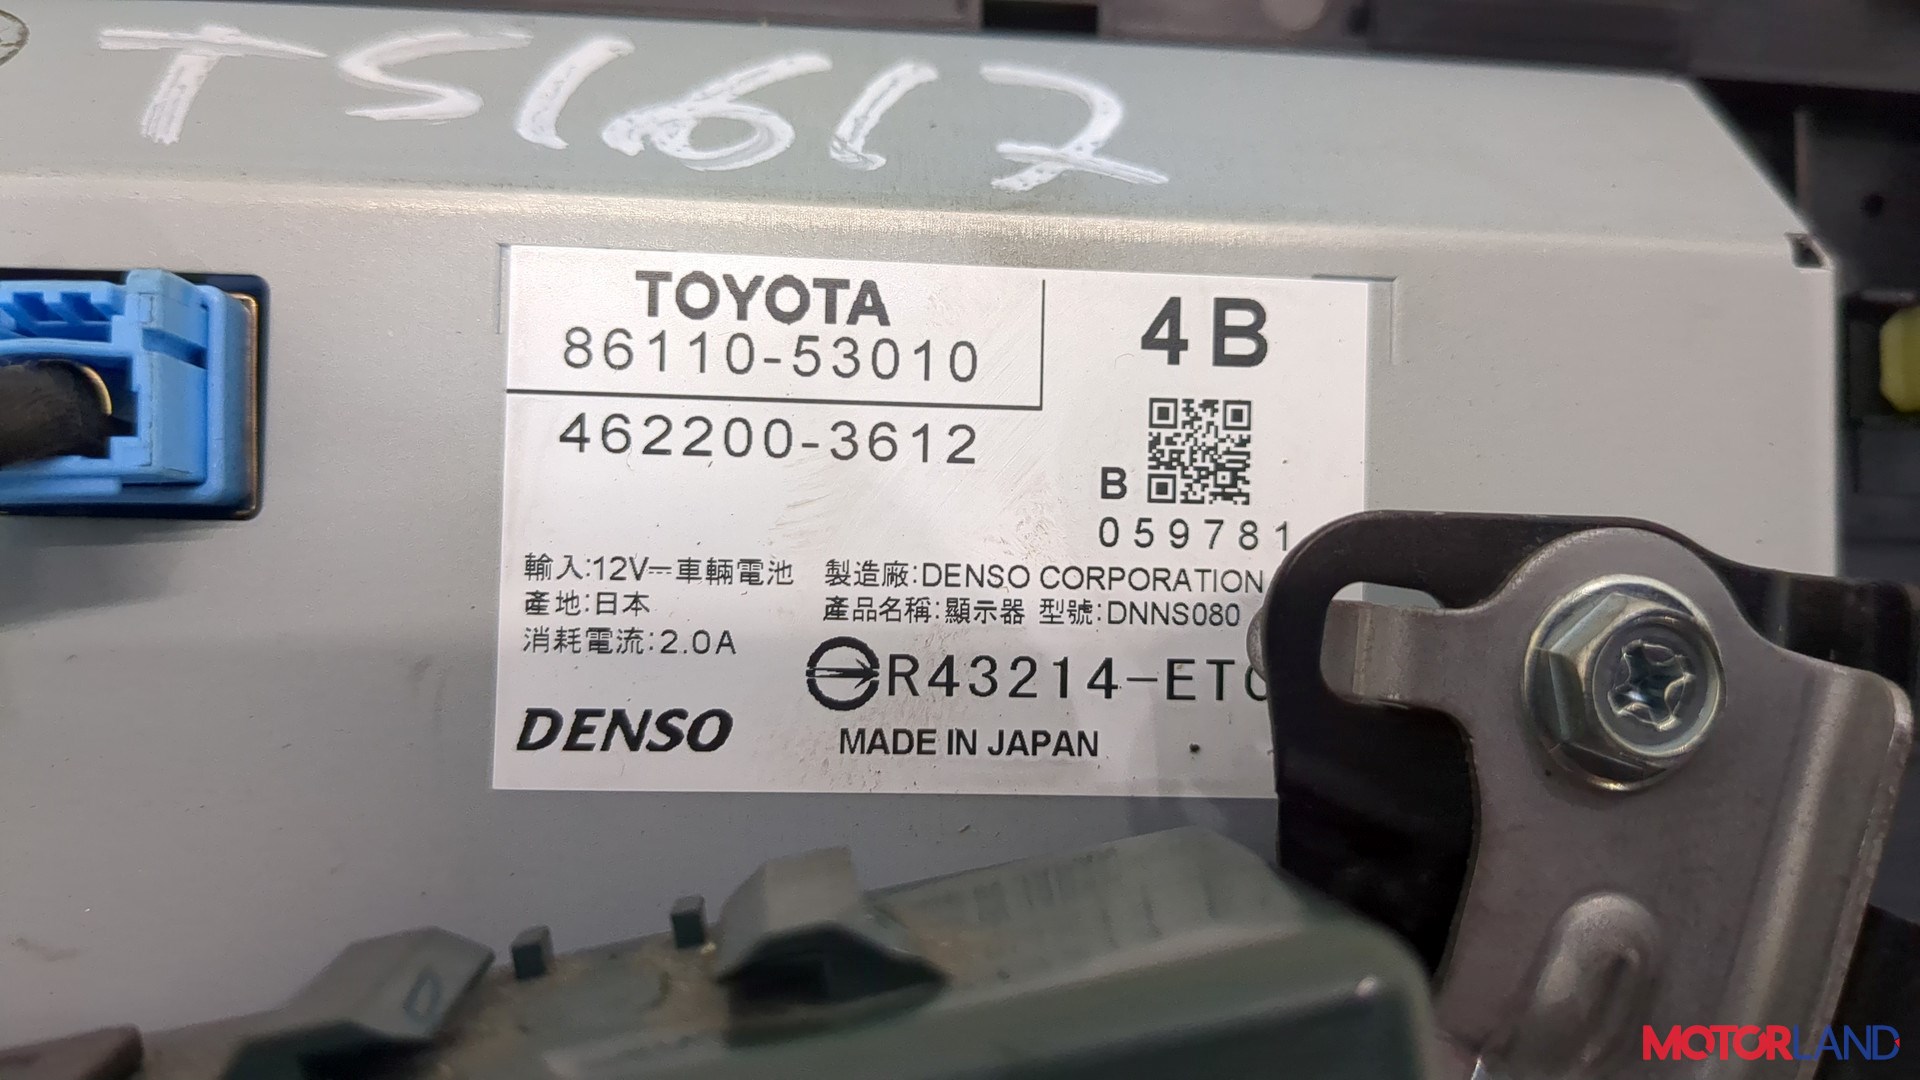 TS1612
TOYOTA
86110-53010
4B
462200-3612
B
059781
輸入:12V⎓車輛電池
製造廠:DENSO CORPORATION
產地:日本
產品名稱:顯示器 型號:DNNS080
消耗電流:2.0A
R43214-ET
DENSO
MADE IN JAPAN
MOTORLAND